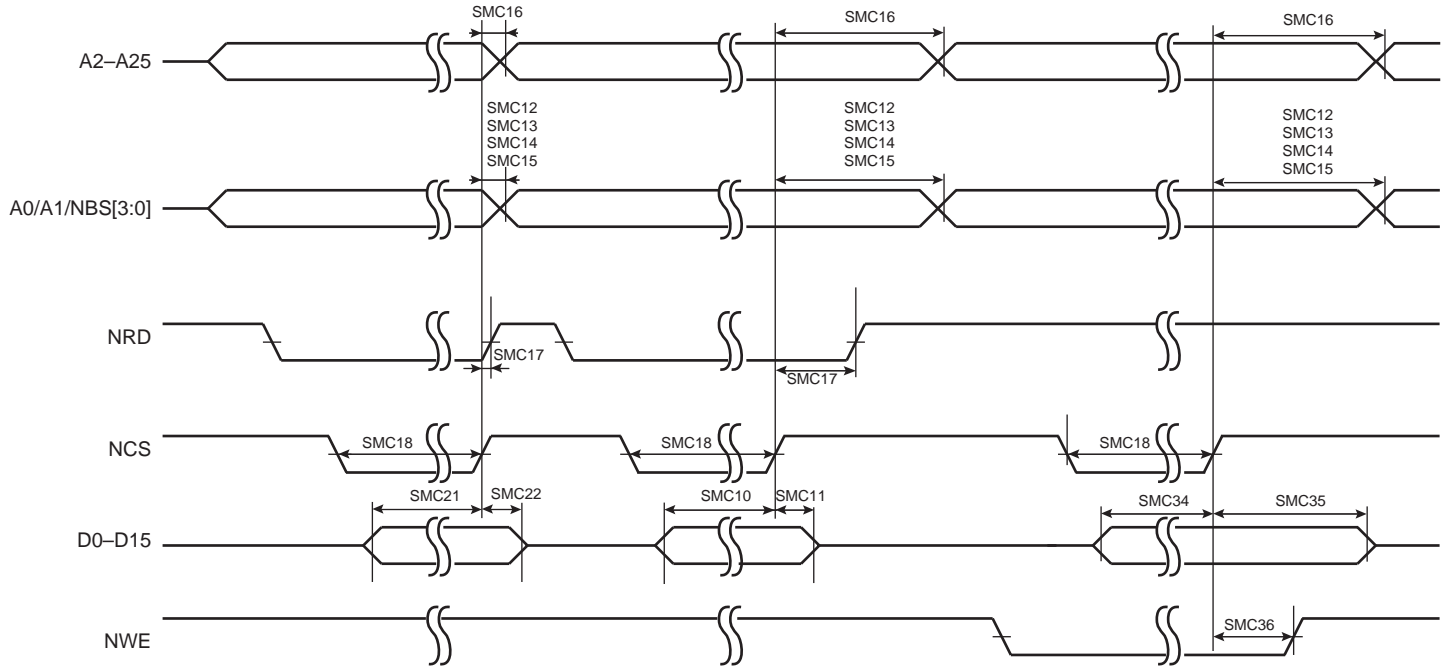 SMC16
SMC16
SMC16
A2–A25
SMC12
SMC13
SMC14
SMC15
SMC12
SMC13
SMC14
SMC15
SMC12
SMC13
SMC14
SMC15
A0/A1/NBS[3:0]
NRD
SMC17
SMC17
NCS
SMC18
SMC18
SMC18
SMC21
SMC22
SMC10
SMC11
SMC34
SMC35
D0–D15
NWE
SMC36